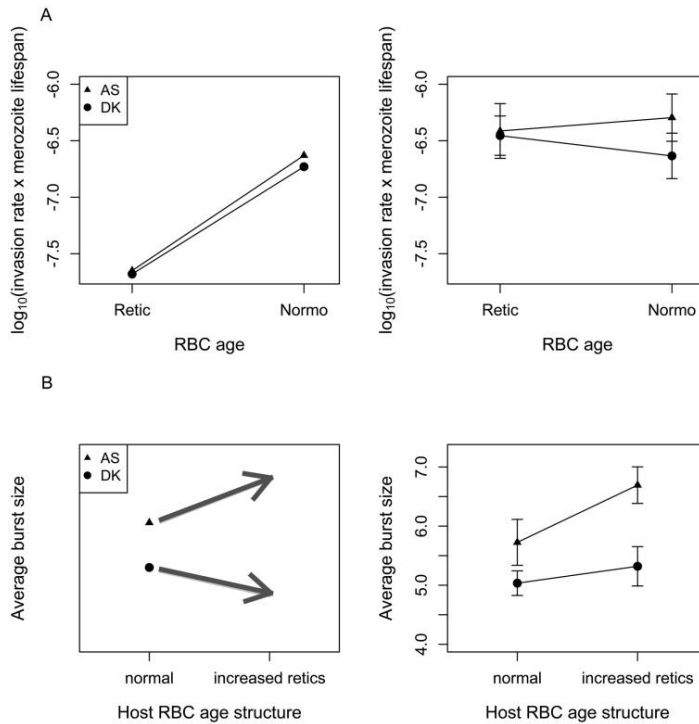 A
log₁₀(invasion rate x merozoite lifespan)
-6.0
-6.5
-7.0
-7.5
AS
DK
Retic Normo
RBC age
log₁₀(invasion rate x merozoite lifespan)
-6.0
-6.5
-7.0
-7.5
Retic Normo
RBC age
B
Average burst size
AS
DK
normal increased retics
Host RBC age structure
Average burst size
7.0
6.0
5.0
4.0
normal increased retics
Host RBC age structure